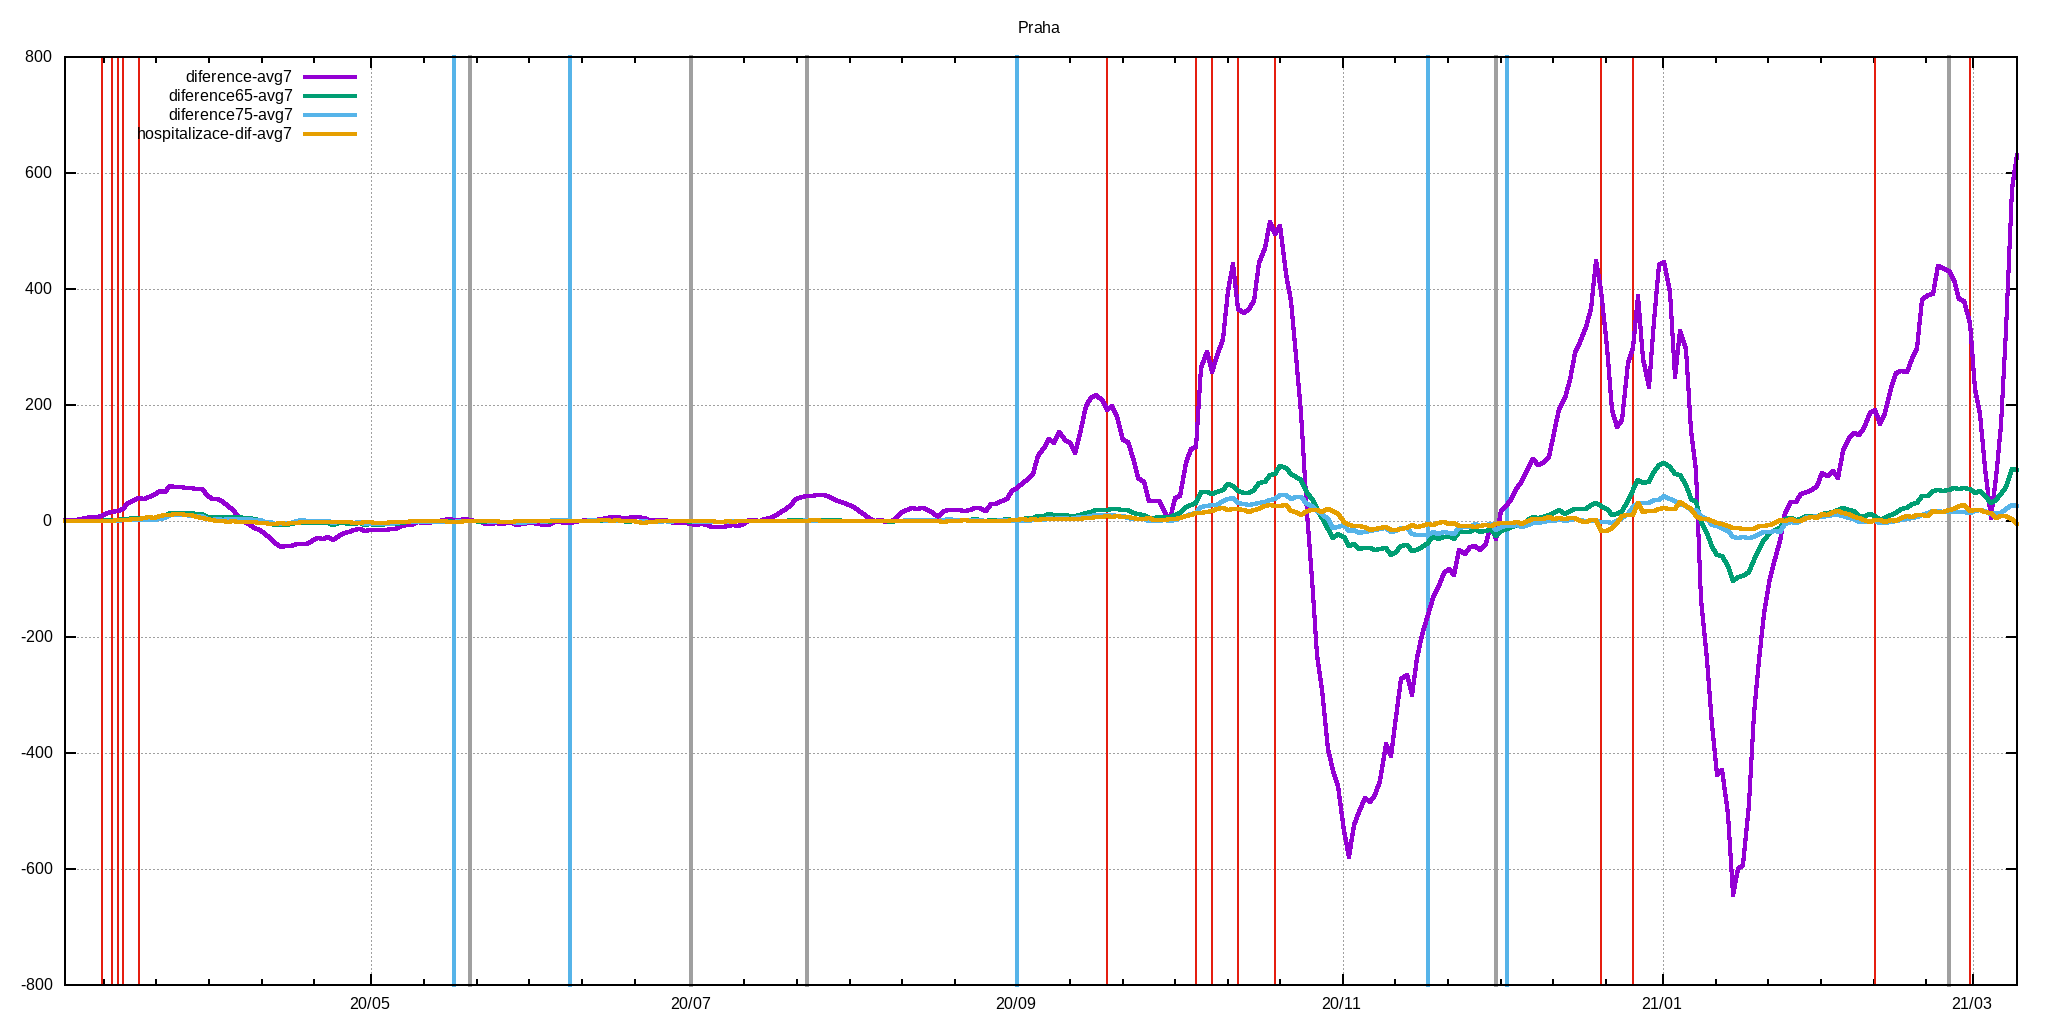 Praha
800
600
400
200
0
-200
-400
-600
-800
diference-avg7
diference65-avg7
diference75-avg7
hospitalizace-dif-avg7
20/05 20/07 20/09 20/11 21/01 21/03